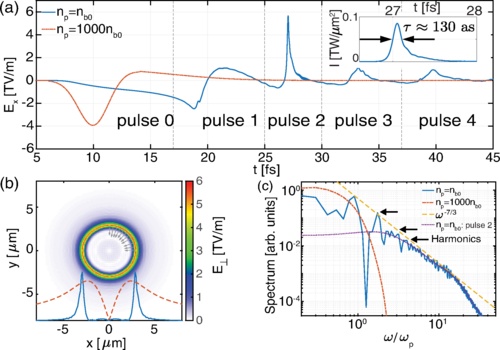 (a)
n_p=n_b0
n_p=1000n_b0
E_x [TV/m]
6
4
2
0
-2
-4
pulse 0
pulse 1
pulse 2
pulse 3
pulse 4
5
10
15
20
25
30
35
40
45
t [fs]
27
t [fs]
28
I [TW/μm²]
0.1
0
τ ≈ 130 as
(b)
y [μm]
5
0
-5
-5
0
5
x [μm]
6
5
4
3
2
1
0
E⊥ [TV/m]
(c)
Spectrum [arb. units]
10^0
10^-2
10^-4
n_p=n_b0
n_p=1000n_b0
ω^-7/3
n_p=n_b0: pulse 2
Harmonics
10^0
10^1
ω/ω_p